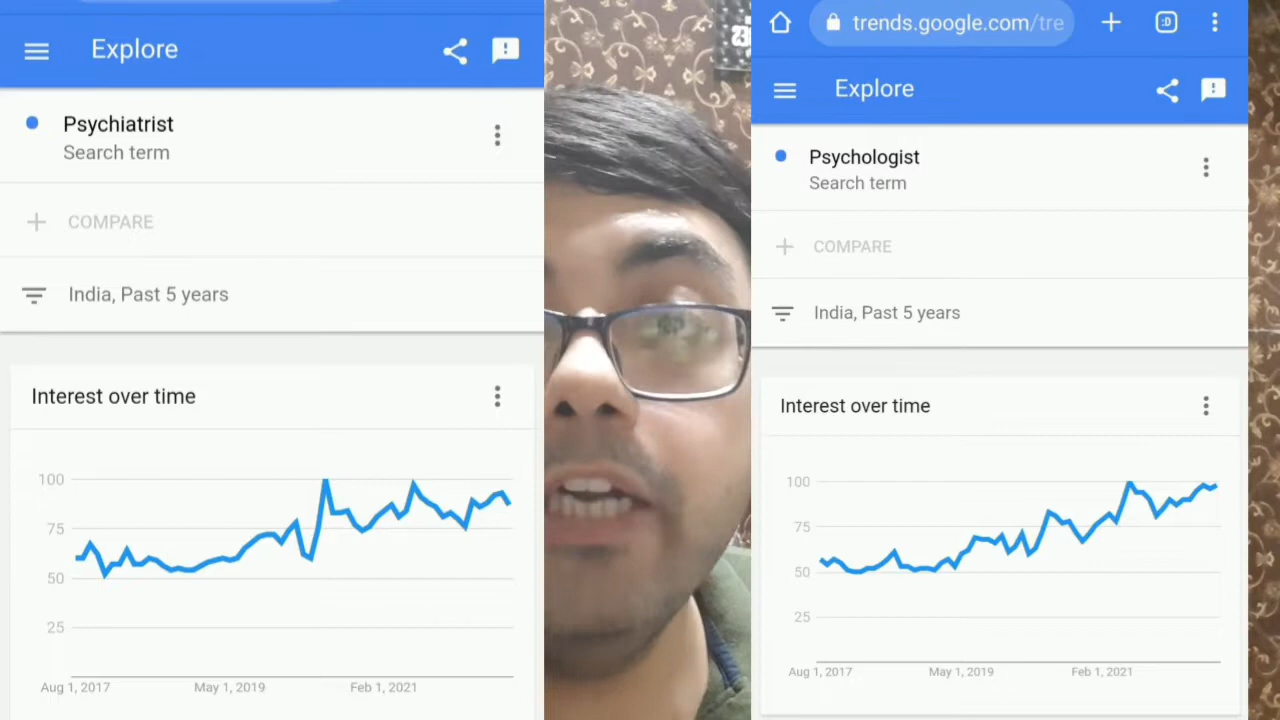 Explore
Psychiatrist
Search term
COMPARE
India, Past 5 years
Interest over time
100
75
50
25
Aug 1, 2017
May 1, 2019
Feb 1, 2021
trends.google.com/tre
:D
Explore
Psychologist
Search term
COMPARE
India, Past 5 years
Interest over time
100
75
50
25
Aug 1, 2017
May 1, 2019
Feb 1, 2021